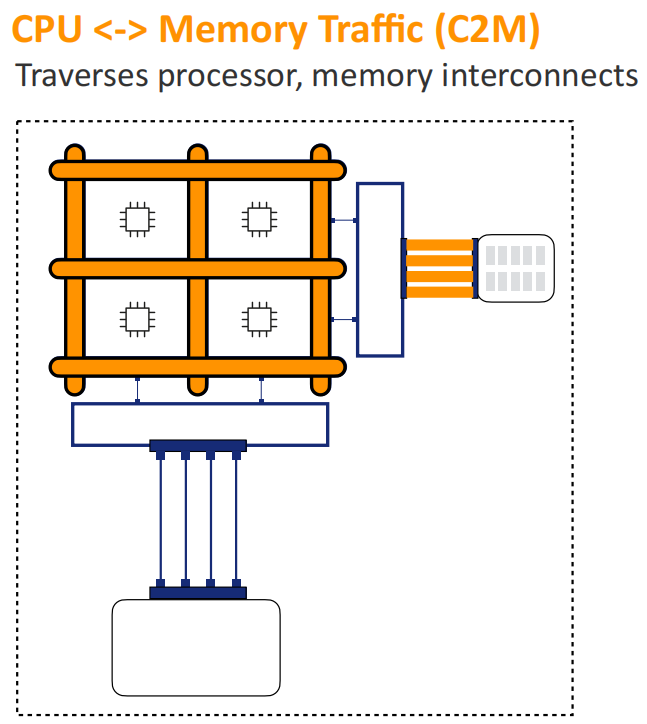 CPU <-> Memory Traffic (C2M)
Traverses processor, memory interconnects